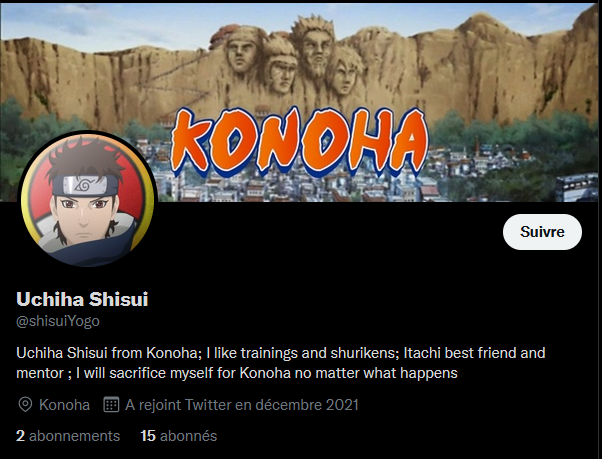 KONOHA
Suivre
Uchiha Shisui
@shisuiYogo
Uchiha Shisui from Konoha; I like trainings and shurikens; Itachi best friend and
mentor ; I will sacrifice myself for Konoha no matter what happens
Konoha A rejoint Twitter en décembre 2021
2 abonnements 15 abonnés